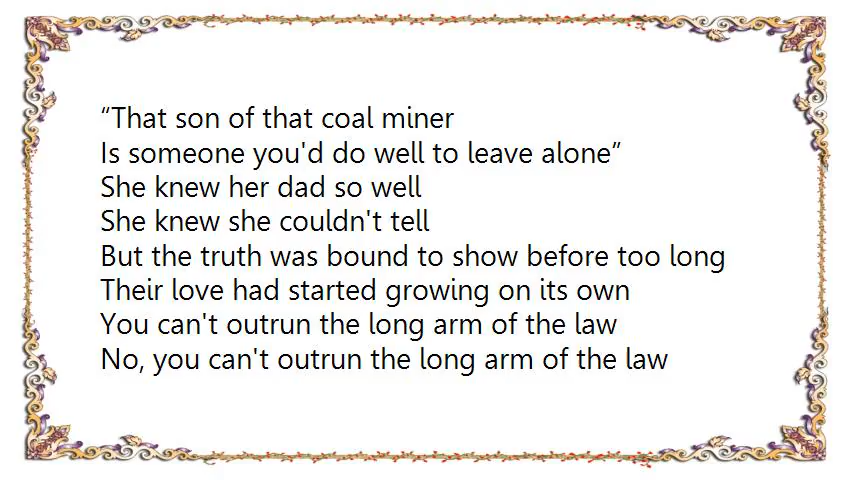 “That son of that coal miner
Is someone you'd do well to leave alone”
She knew her dad so well
She knew she couldn't tell
But the truth was bound to show before too long
Their love had started growing on its own
You can't outrun the long arm of the law
No, you can't outrun the long arm of the law